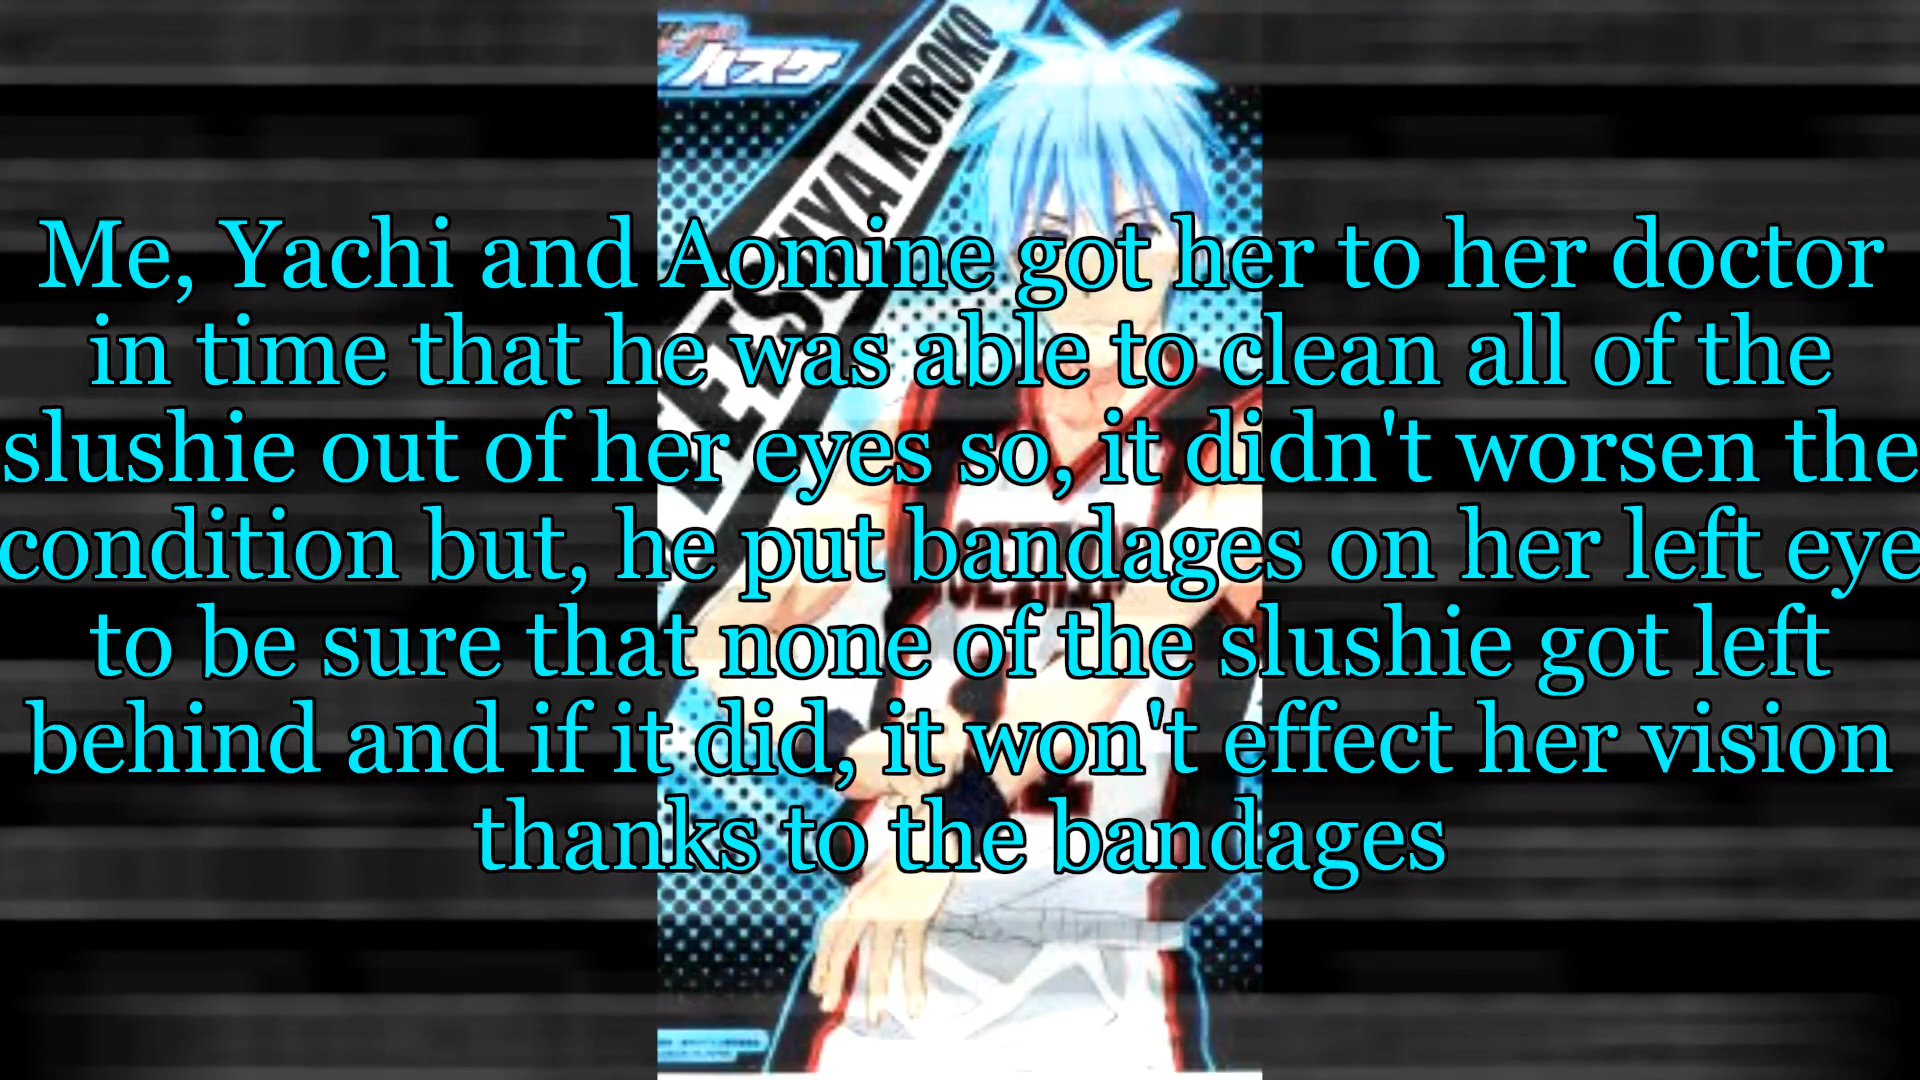 バスケ
TETSUYA KUROKO
Me, Yachi and Aomine got her to her doctor
in time that he was able to clean all of the
slushie out of her eyes so, it didn't worsen the
condition but, he put bandages on her left eye
to be sure that none of the slushie got left
behind and if it did, it won't effect her vision
thanks to the bandages